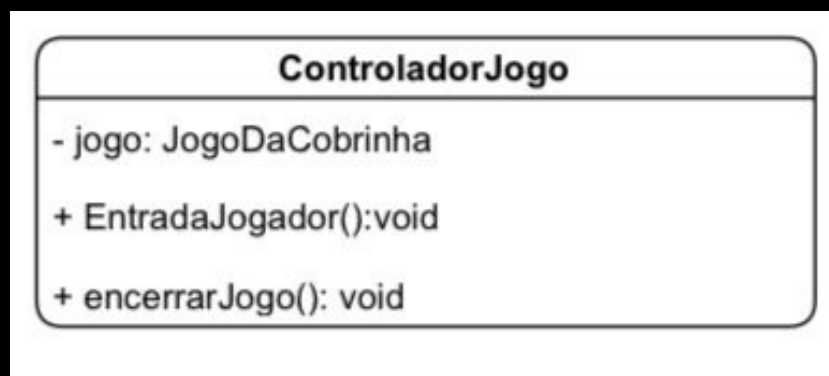 ControladorJogo
- jogo: JogoDaCobrinha
+ EntradaJogador():void
+ encerrarJogo(): void